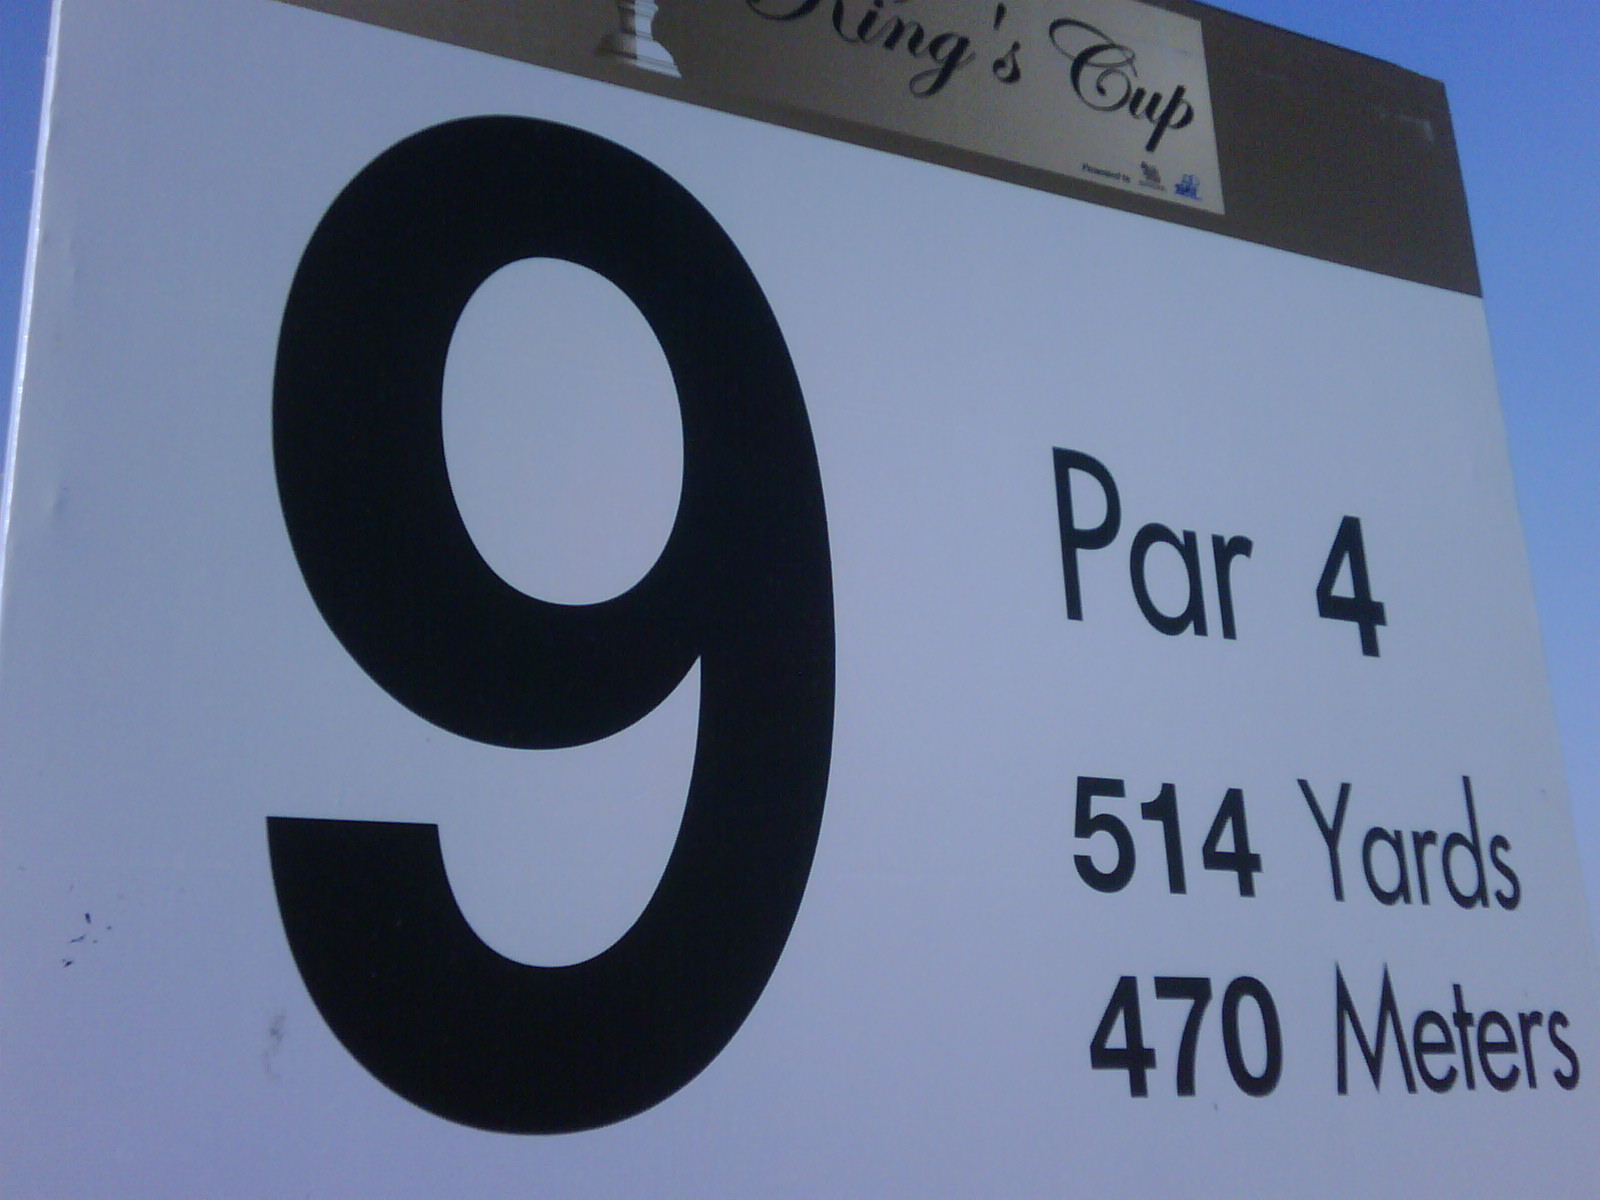 King's Cup
9
Par 4
514 Yards
470 Meters